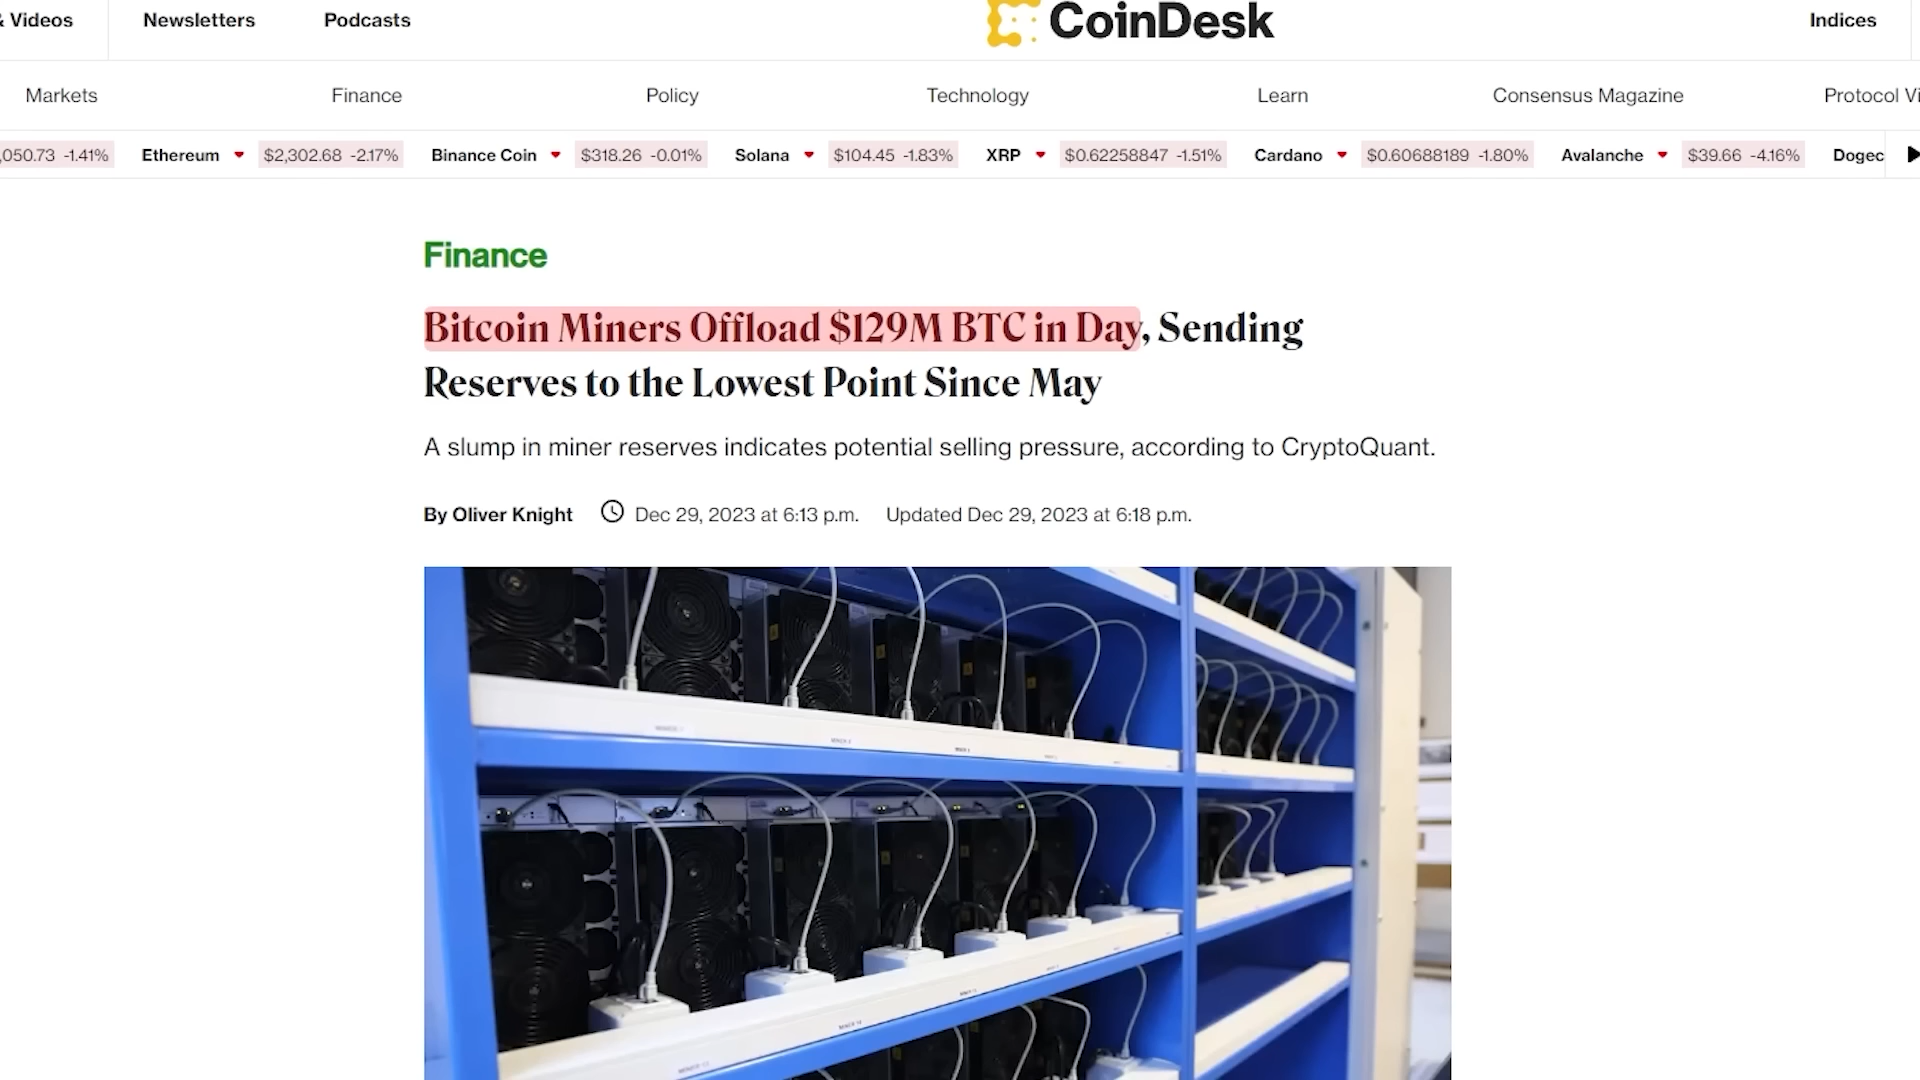 & Videos
Newsletters
Podcasts
CoinDesk
Indices
Markets
Finance
Policy
Technology
Learn
Consensus Magazine
Protocol Vi
,050.73 -1.41% Ethereum $2,302.68 -2.17% Binance Coin $318.26 -0.01% Solana $104.45 -1.83% XRP $0.62258847 -1.51% Cardano $0.60688189 -1.80% Avalanche $39.66 -4.16% Dogec
Finance
Bitcoin Miners Offload $129M BTC in Day, Sending
Reserves to the Lowest Point Since May
A slump in miner reserves indicates potential selling pressure, according to CryptoQuant.
By Oliver Knight Dec 29, 2023 at 6:13 p.m. Updated Dec 29, 2023 at 6:18 p.m.